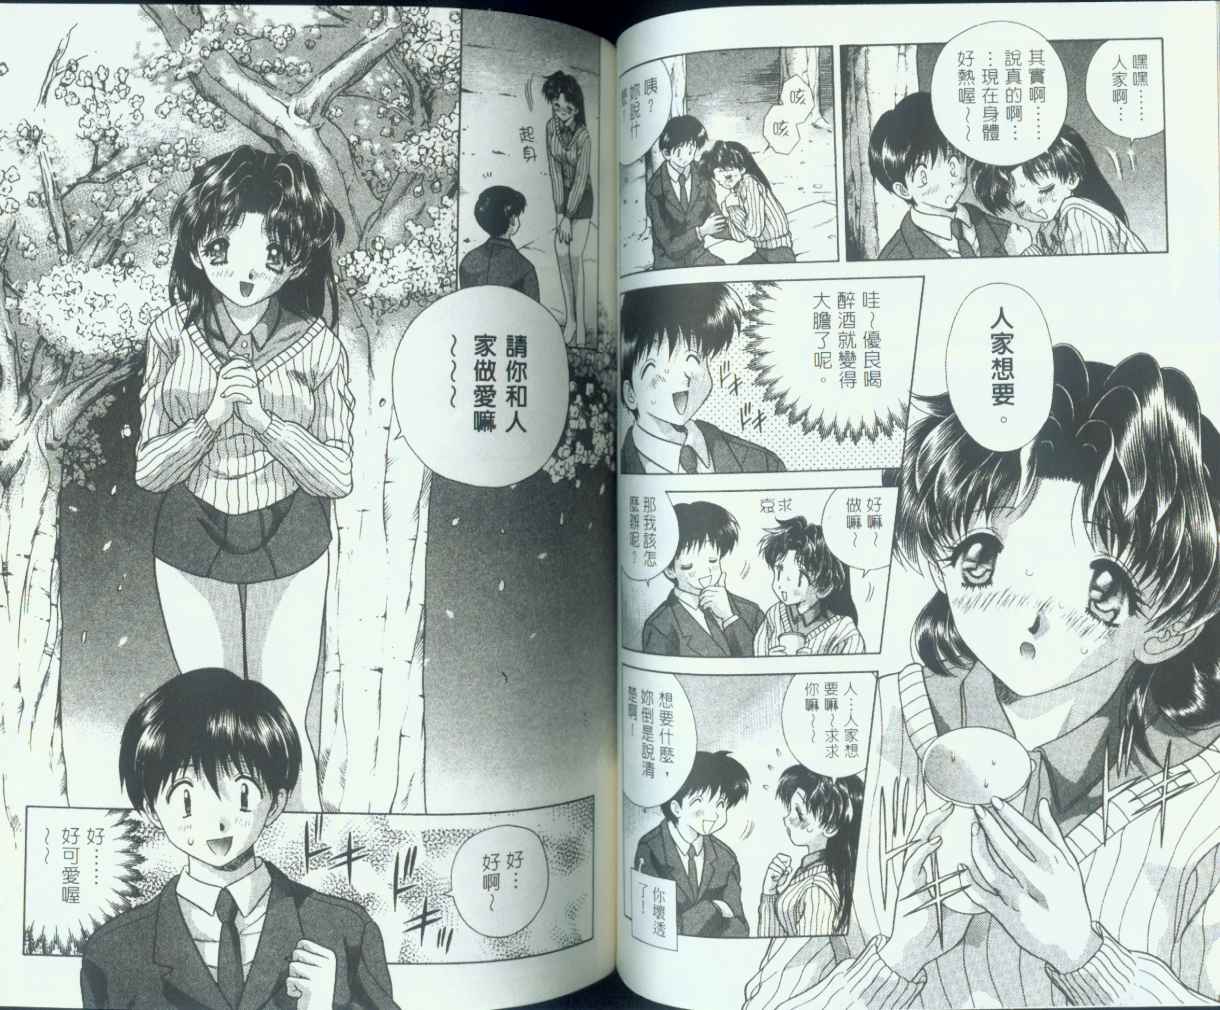 嘿嘿……
人家啊…
其實啊……
說真的啊…
…現在身體
好熱喔～～
咳
咳
咦？
妳說什
麼？
人家想要。
哇～優良喝
醉酒就變得
大膽了呢。
ドキ
ドキ
好嘛～
做嘛～
哀求
那我該怎
麼辦呢？
人…人家想
要嘛～求求
你嘛～～
想要什麼，
妳倒是說清
楚啊！
你壞透
了！
起身
請你和人
家做愛嘛
～～～
好…
好啊～
好……
好可愛喔
～～